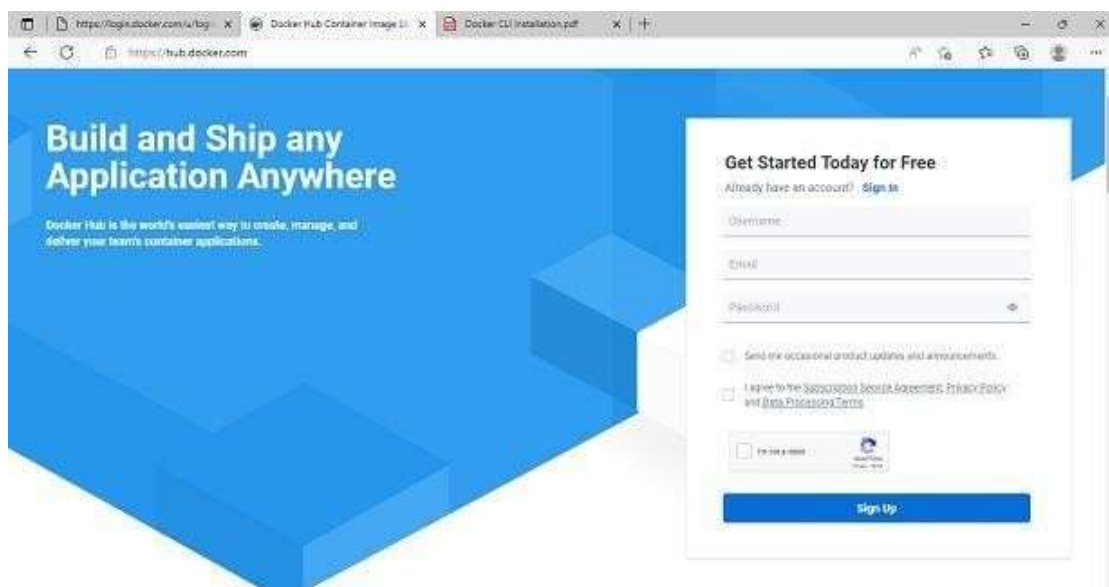 https://login.docker.com/u/logi
Docker Hub Container Image Li
Docker CLI Installation.pdf
https://hub.docker.com
Build and Ship any
Application Anywhere
Docker Hub is the world's easiest way to create, manage, and
deliver your team's container applications.
Get Started Today for Free
Already have an account? Sign In
Username
Email
Password
Send me occasional product updates and announcements.
I agree to the Subscription Service Agreement, Privacy Policy
and Data Processing Terms
I'm not a robot
reCAPTCHA
Privacy - Terms
Sign Up